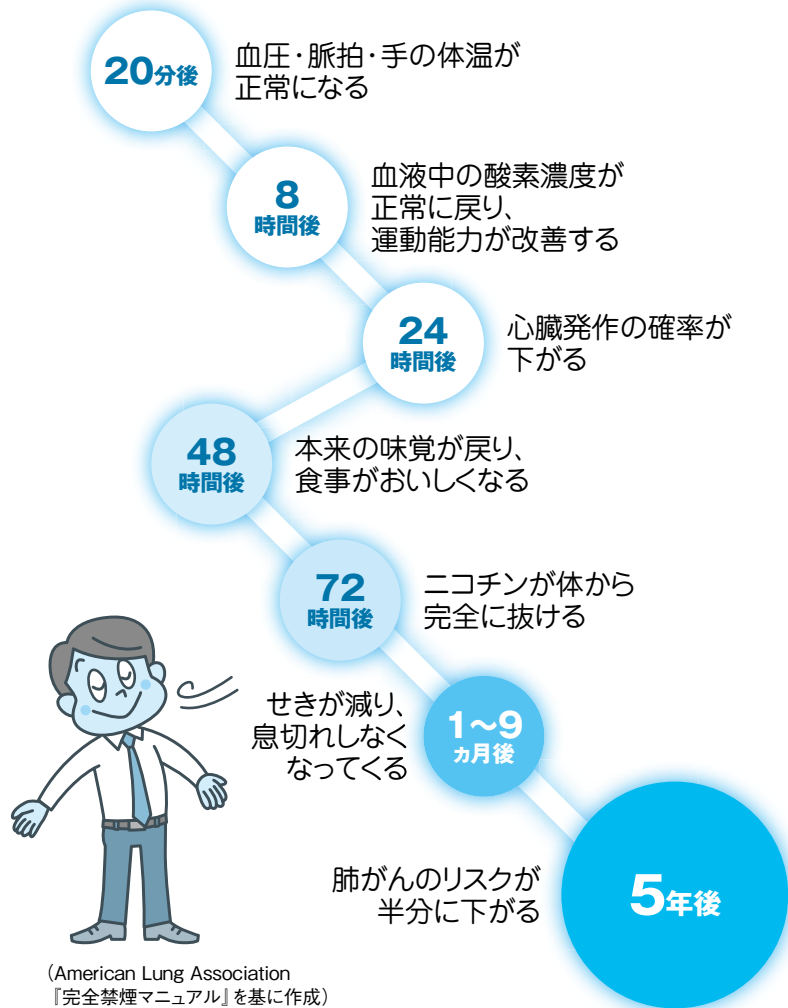 20分後
血圧・脈拍・手の体温が
正常になる
8
時間後
血液中の酸素濃度が
正常に戻り、
運動能力が改善する
24
時間後
心臓発作の確率が
下がる
48
時間後
本来の味覚が戻り、
食事がおいしくなる
72
時間後
ニコチンが体から
完全に抜ける
1〜9
ヵ月後
せきが減り、
息切れしなく
なってくる
5年後
肺がんのリスクが
半分に下がる
（American Lung Association
『完全禁煙マニュアル』を基に作成）